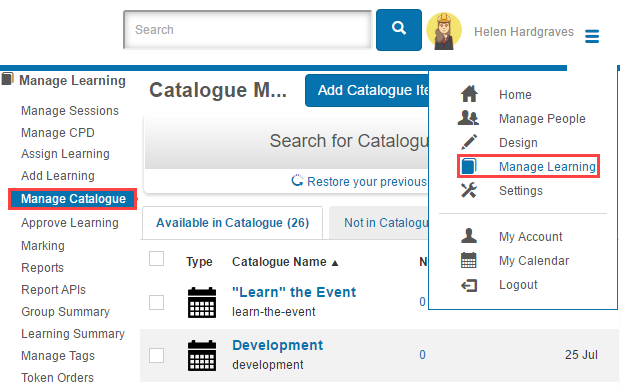 Search
Helen Hardgraves
Manage Learning
Manage Sessions
Manage CPD
Assign Learning
Add Learning
Manage Catalogue
Approve Learning
Marking
Reports
Report APIs
Group Summary
Learning Summary
Manage Tags
Token Orders
Catalogue M...
Add Catalogue Ite
Search for Catalogu
Restore your previous
Available in Catalogue (26)
Not in Catalogu
Type
Catalogue Name ▲
N
"Learn" the Event
0
learn-the-event
Development
development
0
25 Jul
Home
Manage People
Design
Manage Learning
Settings
My Account
My Calendar
Logout